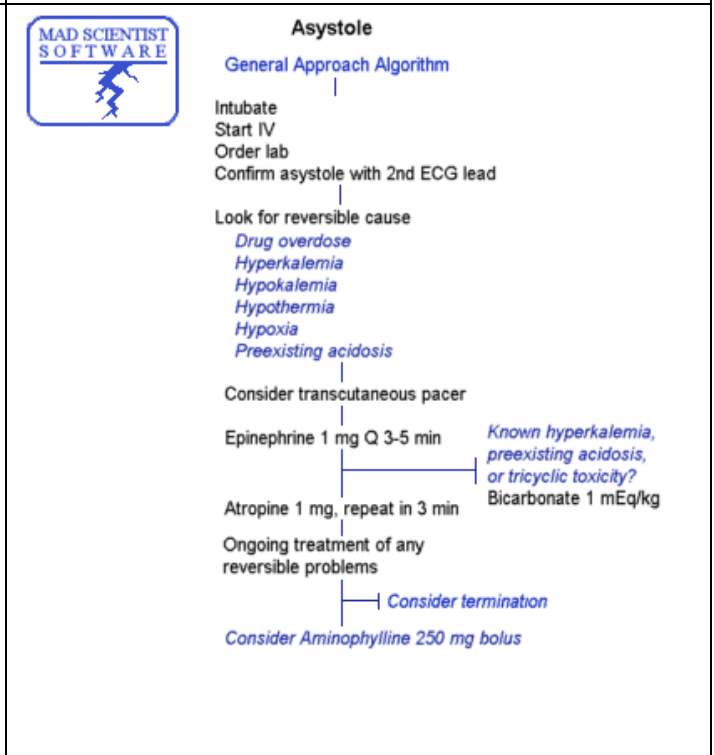 MAD SCIENTIST
SOFTWARE
Asystole
General Approach Algorithm
Intubate
Start IV
Order lab
Confirm asystole with 2nd ECG lead
Look for reversible cause
Drug overdose
Hyperkalemia
Hypokalemia
Hypothermia
Hypoxia
Preexisting acidosis
Consider transcutaneous pacer
Epinephrine 1 mg Q 3-5 min
Known hyperkalemia,
preexisting acidosis,
or tricyclic toxicity?
Bicarbonate 1 mEq/kg
Atropine 1 mg, repeat in 3 min
Ongoing treatment of any
reversible problems
Consider termination
Consider Aminophylline 250 mg bolus